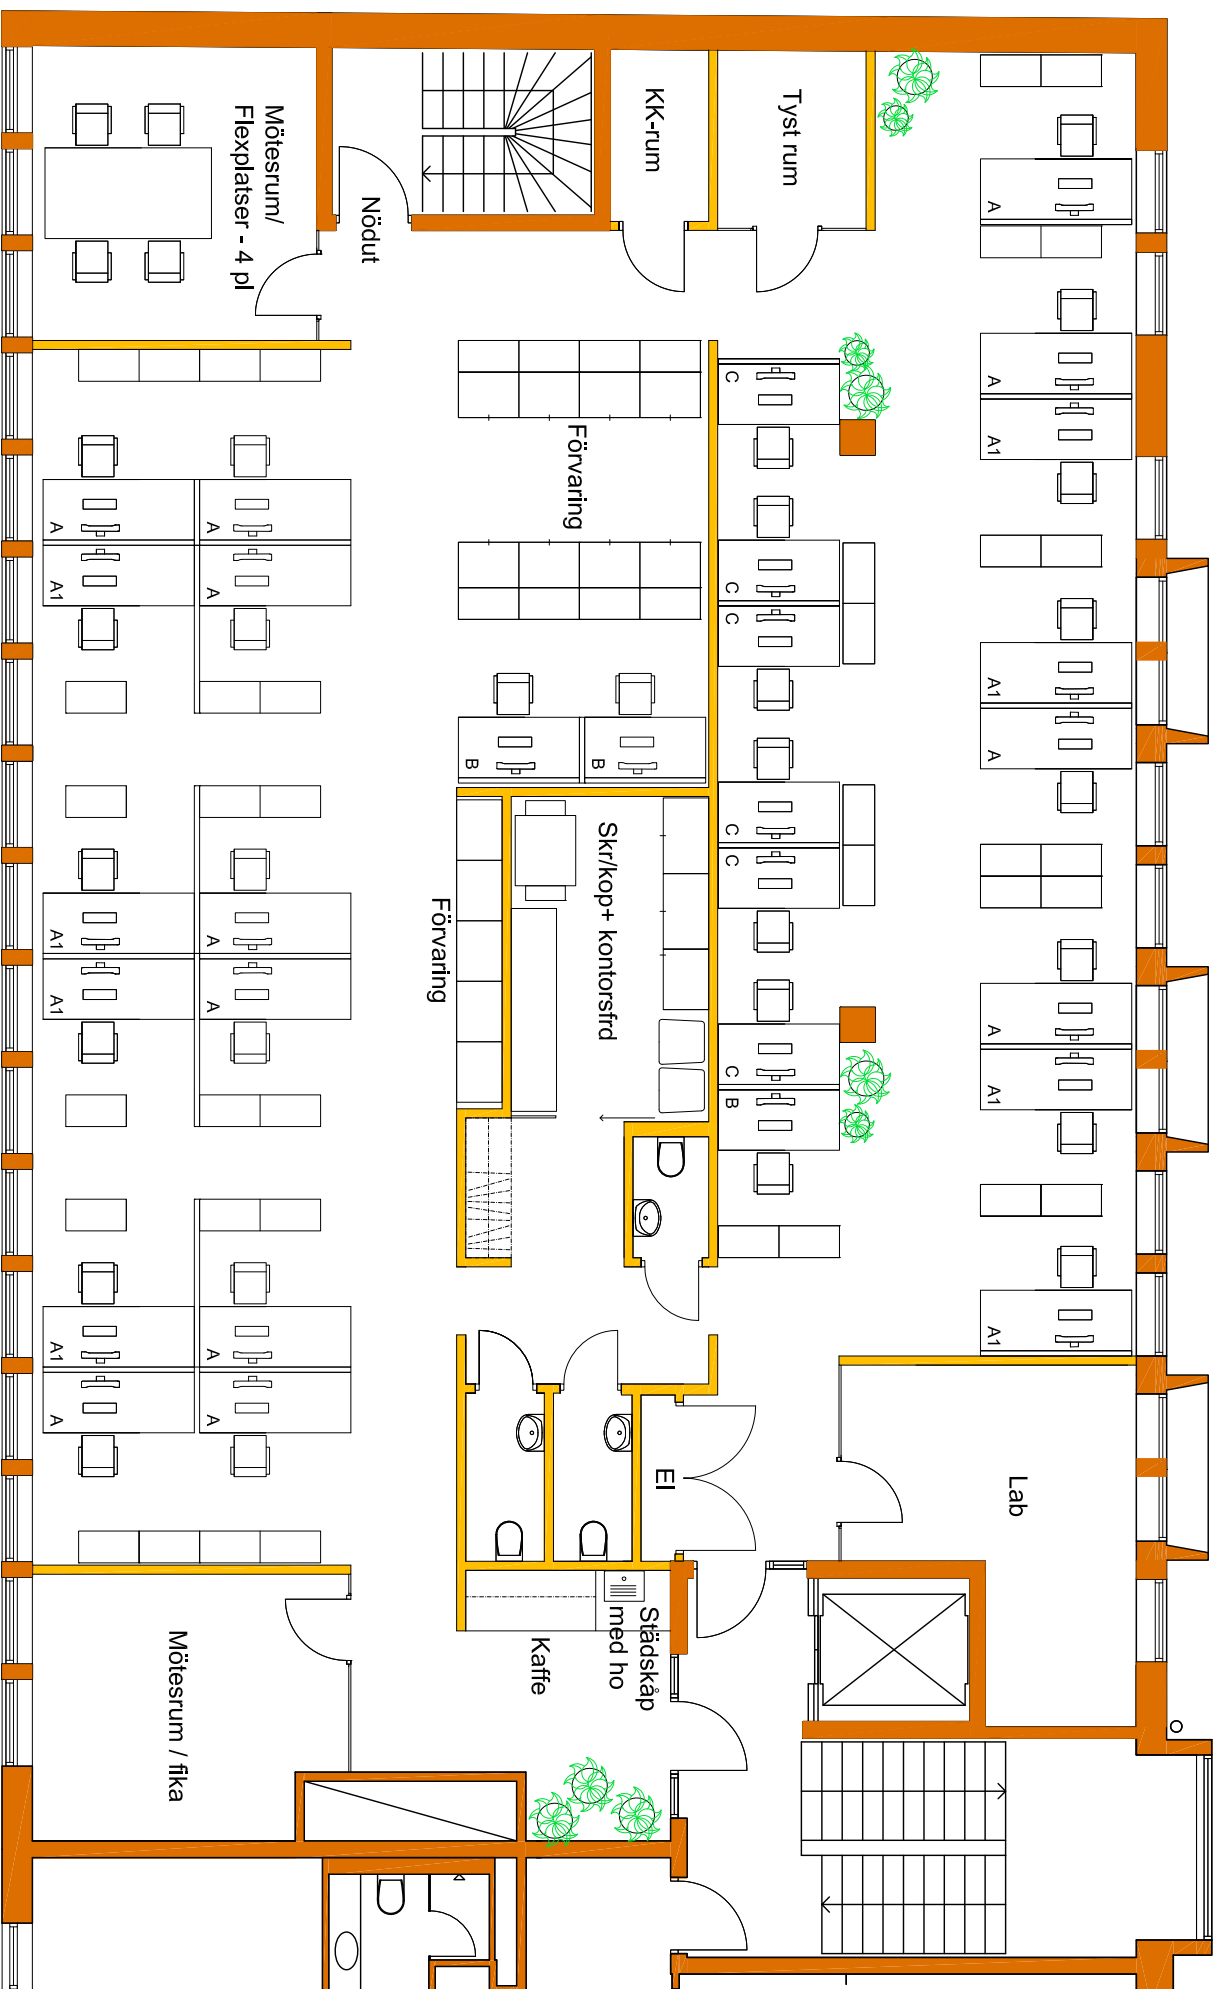 Mötesrum/
Flexplatser - 4 pl
Nödut
KK-rum
Tyst rum
A
A
A1
A1
A
A
A1
A1
C
C
C
C
C
C
B
Förvaring
B
B
Skr/kop+ kontorsfrd
Förvaring
A
A
A1
A
A1
A
A1
A
A1
A
A
A
El
Lab
Städskåp
med ho
Kaffe
Mötesrum / fika